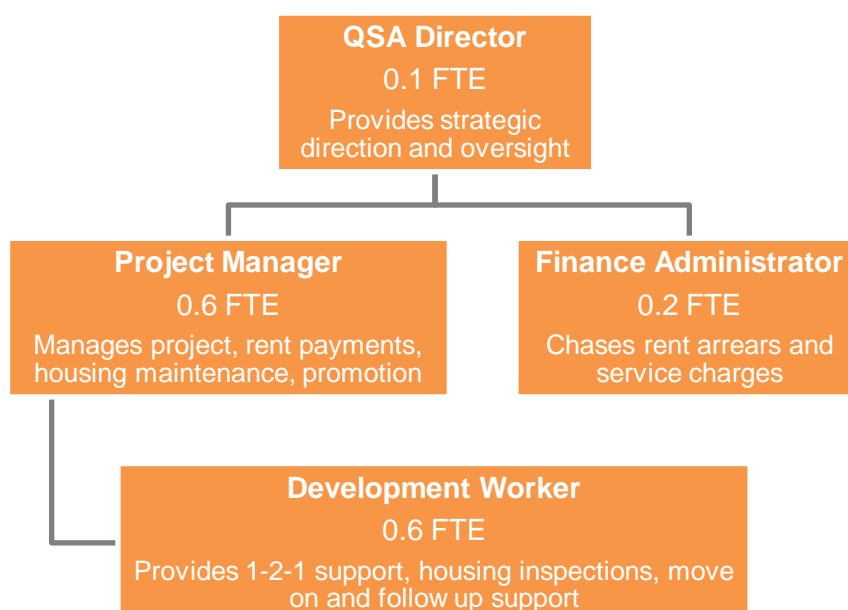 QSA Director
0.1 FTE
Provides strategic
direction and oversight
Project Manager
0.6 FTE
Manages project, rent payments,
housing maintenance, promotion
Finance Administrator
0.2 FTE
Chases rent arrears and
service charges
Development Worker
0.6 FTE
Provides 1-2-1 support, housing inspections, move
on and follow up support